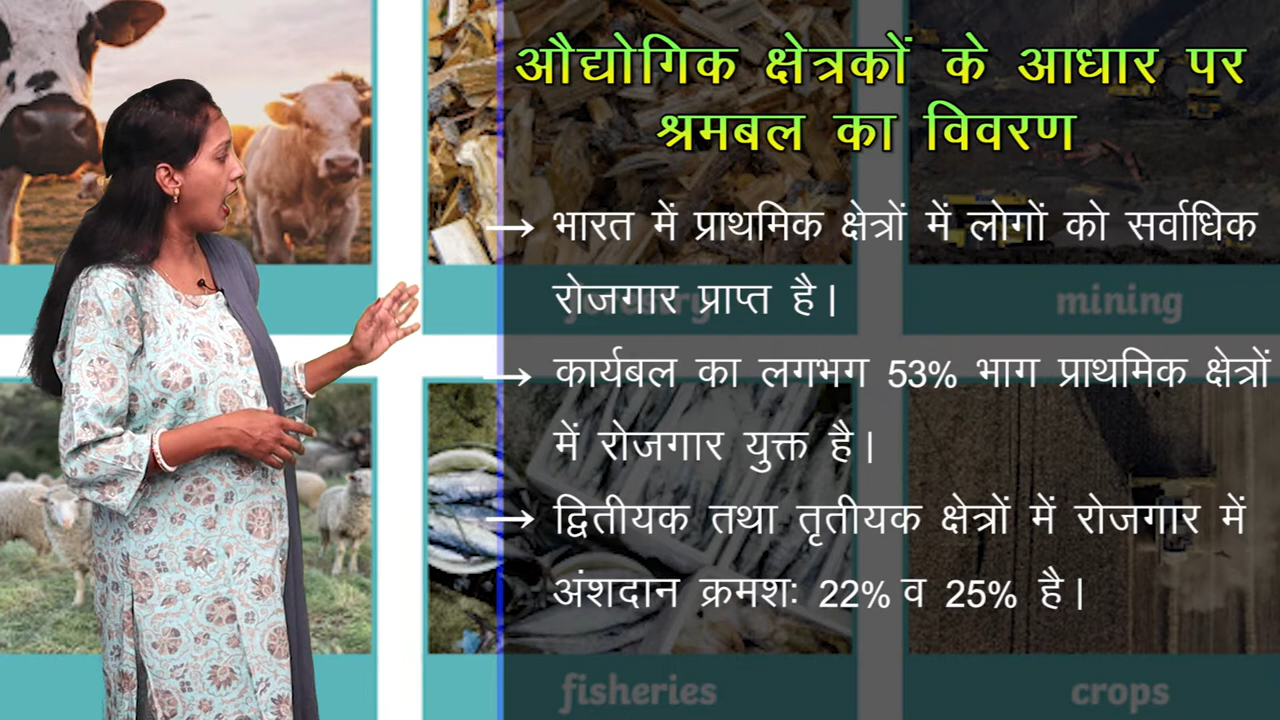 औद्योगिक क्षेत्रकों के आधार पर
श्रमबल का विवरण
→ भारत में प्राथमिक क्षेत्रों में लोगों को सर्वाधिक
रोजगार प्राप्त है।
→ कार्यबल का लगभग 53% भाग प्राथमिक क्षेत्रों
में रोजगार युक्त है।
→ द्वितीयक तथा तृतीयक क्षेत्रों में रोजगार में
अंशदान क्रमशः 22% व 25% है।
forestry
mining
fisheries
crops